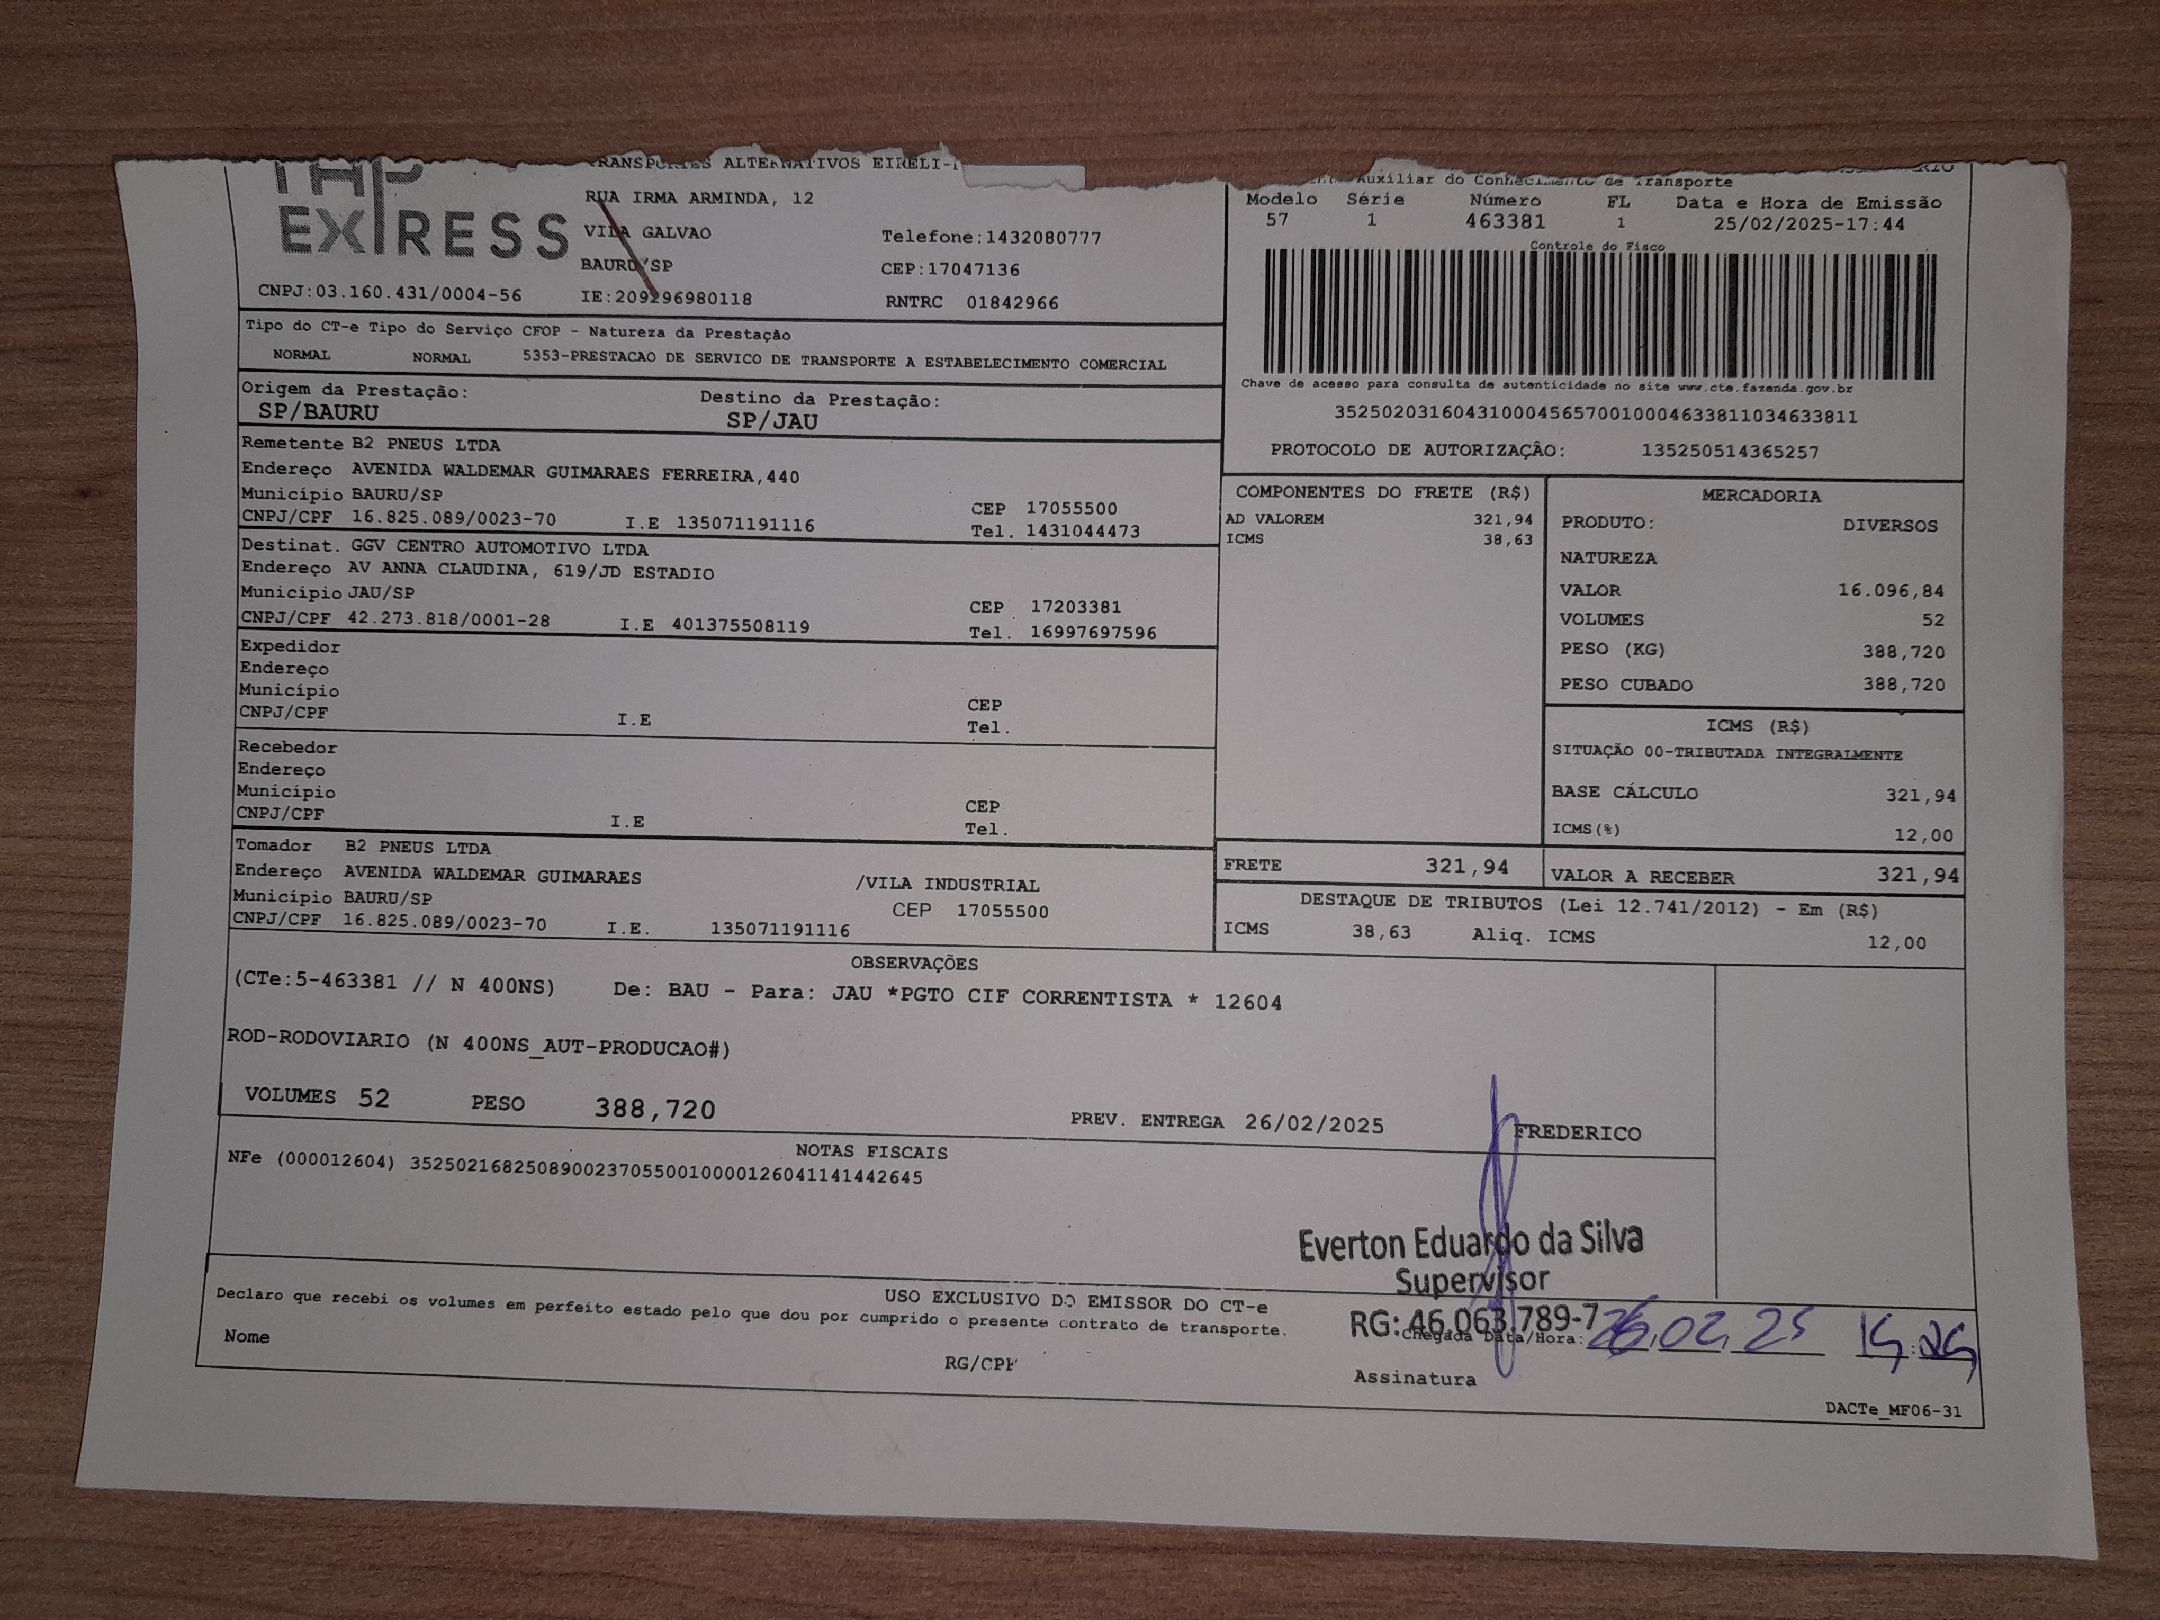 EXPRESS
TRANSPORTES ALTERNATIVOS EIRELI-
RUA IRMA ARMINDA, 12
VILA GALVAO
Telefone:1432080777
BAURU/SP
CEP:17047136
CNPJ:03.160.431/0004-56
IE:209296980118
RNTRC 01842966
Auxiliar do Conhecimento de Transporte
Modelo Série Número FL Data e Hora de Emissão
57 1 463381 1 25/02/2025-17:44
Controle do Fisco
Chave de acesso para consulta de autenticidade no site www.cte.fazenda.gov.br
35250203160431000456570010004633811034633811
PROTOCOLO DE AUTORIZAÇÂO: 135250514365257
Tipo do CT-e Tipo do Serviço CFOP - Natureza da Prestação
NORMAL NORMAL 5353-PRESTACAO DE SERVICO DE TRANSPORTE A ESTABELECIMENTO COMERCIAL
Origem da Prestação: Destino da Prestação:
SP/BAURU SP/JAU
Remetente B2 PNEUS LTDA
Endereço AVENIDA WALDEMAR GUIMARAES FERREIRA,440
Município BAURU/SP CEP 17055500
CNPJ/CPF 16.825.089/0023-70 I.E 135071191116 Tel. 1431044473
Destinat. GGV CENTRO AUTOMOTIVO LTDA
Endereço AV ANNA CLAUDINA, 619/JD ESTADIO
Município JAU/SP CEP 17203381
CNPJ/CPF 42.273.818/0001-28 I.E 401375508119 Tel. 16997697596
Expedidor
Endereço
Município CEP
CNPJ/CPF I.E Tel.
Recebedor
Endereço
Município CEP
CNPJ/CPF I.E Tel.
Tomador B2 PNEUS LTDA
Endereço AVENIDA WALDEMAR GUIMARAES /VILA INDUSTRIAL
Município BAURU/SP CEP 17055500
CNPJ/CPF 16.825.089/0023-70 I.E. 135071191116
COMPONENTES DO FRETE (R$)
AD VALOREM 321,94
ICMS 38,63
MERCADORIA
PRODUTO: DIVERSOS
NATUREZA
VALOR 16.096,84
VOLUMES 52
PESO (KG) 388,720
PESO CUBADO 388,720
ICMS (R$)
SITUAÇÃO 00-TRIBUTADA INTEGRALMENTE
BASE CÁLCULO 321,94
ICMS(%) 12,00
FRETE 321,94 VALOR A RECEBER 321,94
DESTAQUE DE TRIBUTOS (Lei 12.741/2012) - Em (R$)
ICMS 38,63 Aliq. ICMS 12,00
OBSERVAÇÕES
(CTe:5-463381 // N 400NS) De: BAU - Para: JAU *PGTO CIF CORRENTISTA * 12604
ROD-RODOVIARIO (N 400NS_AUT-PRODUCAO#)
VOLUMES 52 PESO 388,720 PREV. ENTREGA 26/02/2025 FREDERICO
NOTAS FISCAIS
NFe (000012604) 35250216825089002370550010000126041141442645
Everton Eduardo da Silva
Supervisor
RG: 46.063.789-7
USO EXCLUSIVO DO EMISSOR DO CT-e
Declaro que recebi os volumes em perfeito estado pelo que dou por cumprido o presente contrato de transporte.
Chegada Data/Hora: 26,02,25
Nome RG/CPF Assinatura
DACTe_MF06-31